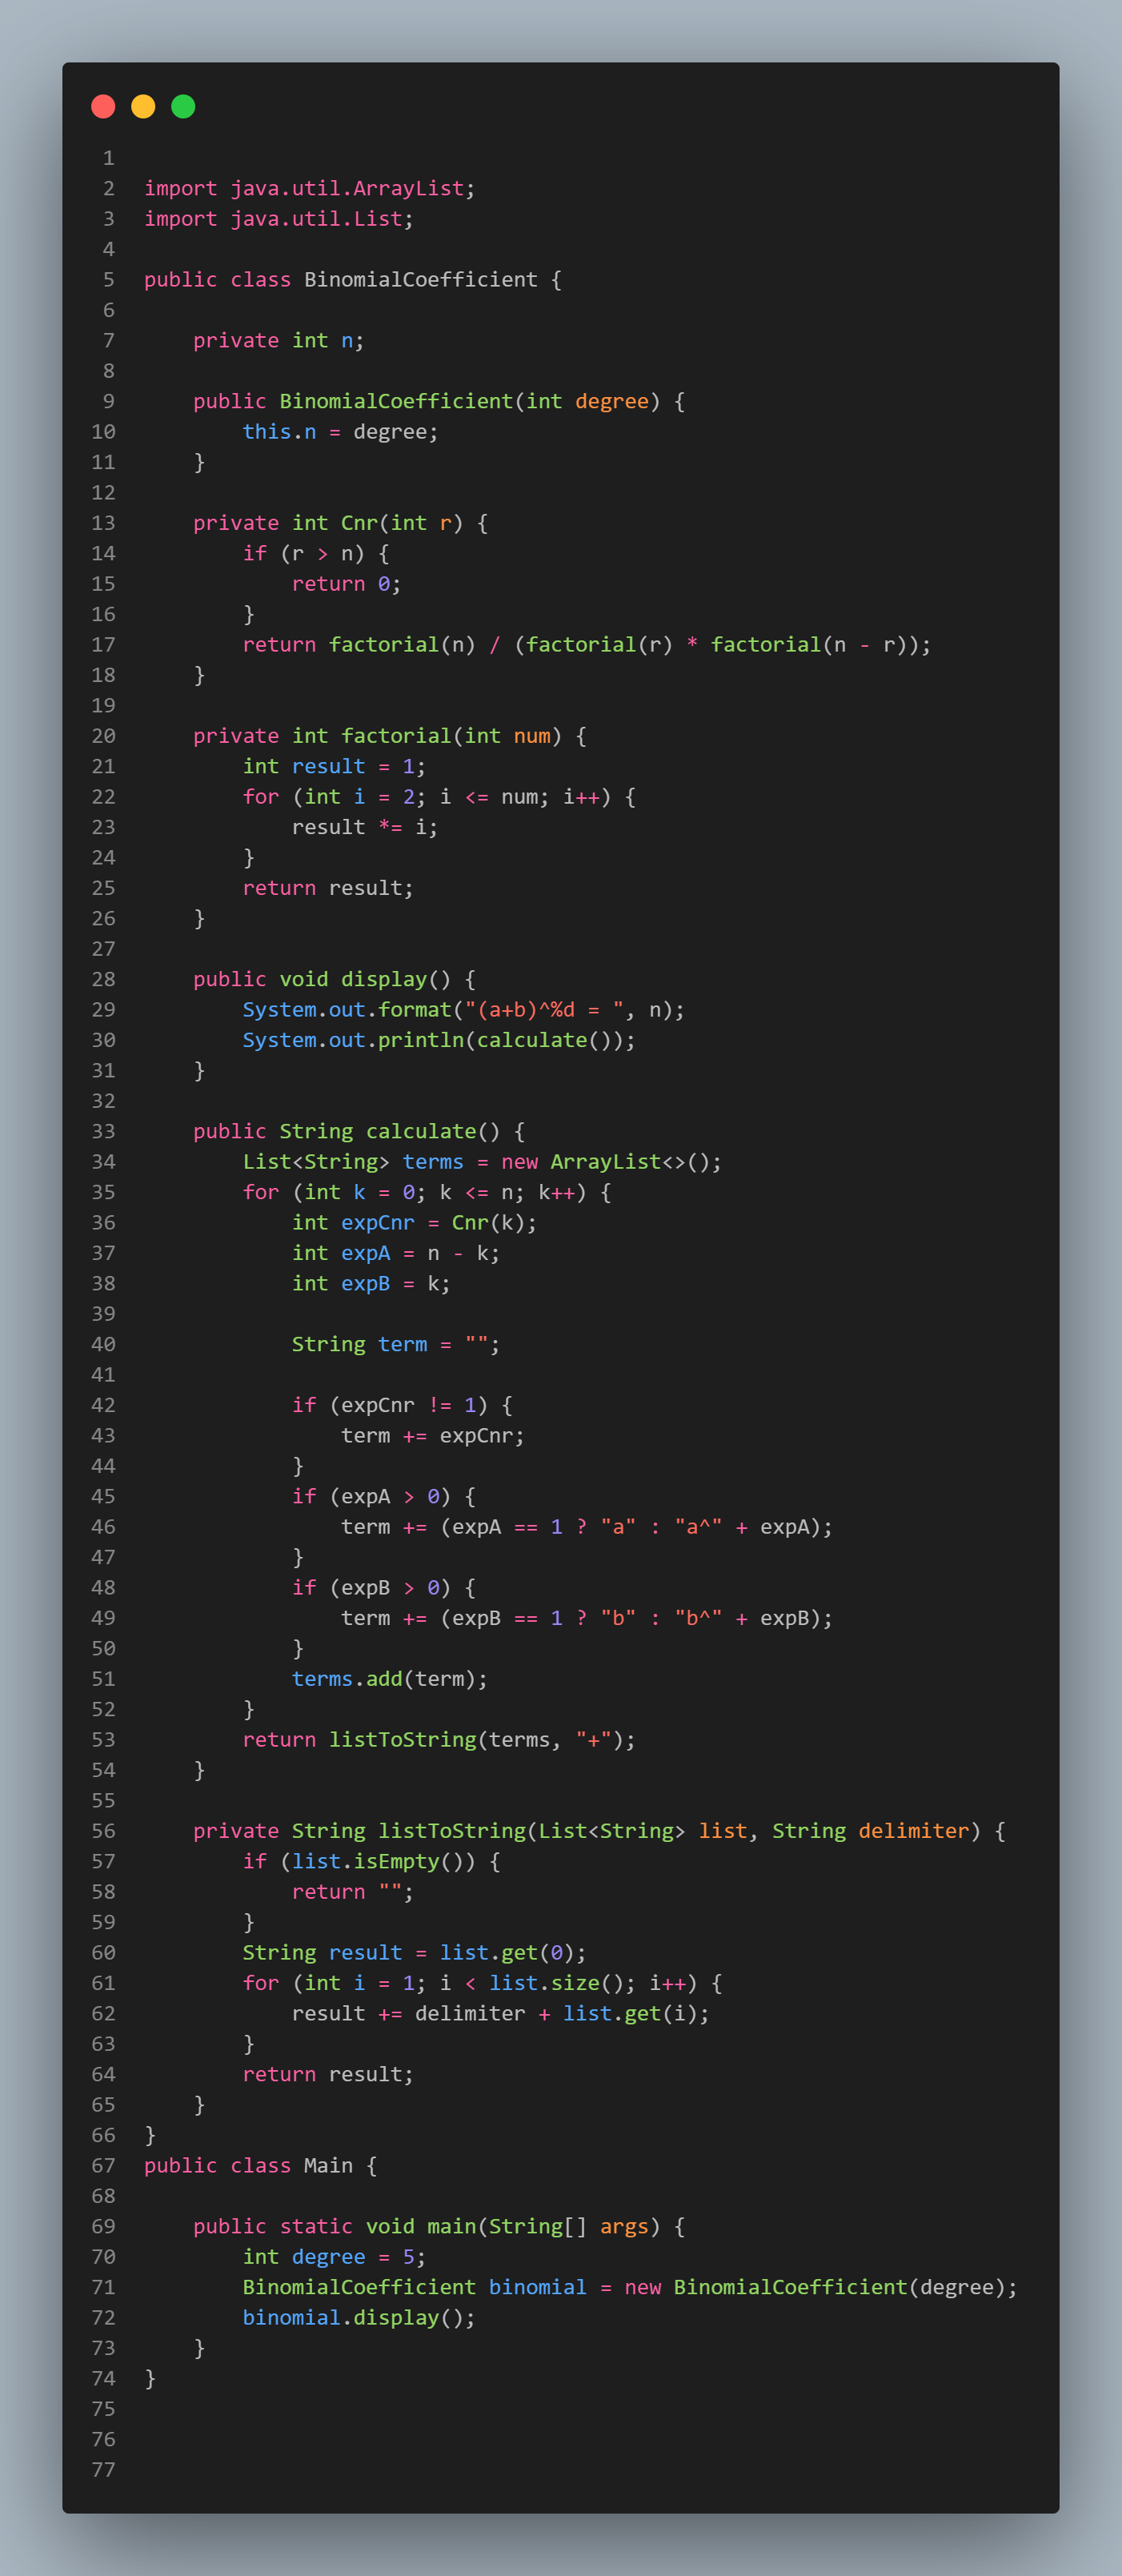 1
2 import java.util.ArrayList;
3 import java.util.List;
4
5 public class BinomialCoefficient {
6
7     private int n;
8
9     public BinomialCoefficient(int degree) {
10         this.n = degree;
11     }
12
13     private int Cnr(int r) {
14         if (r > n) {
15             return 0;
16         }
17         return factorial(n) / (factorial(r) * factorial(n - r));
18     }
19
20     private int factorial(int num) {
21         int result = 1;
22         for (int i = 2; i <= num; i++) {
23             result *= i;
24         }
25         return result;
26     }
27
28     public void display() {
29         System.out.format("(a+b)^%d = ", n);
30         System.out.println(calculate());
31     }
32
33     public String calculate() {
34         List<String> terms = new ArrayList<>();
35         for (int k = 0; k <= n; k++) {
36             int expCnr = Cnr(k);
37             int expA = n - k;
38             int expB = k;
39
40             String term = "";
41
42             if (expCnr != 1) {
43                 term += expCnr;
44             }
45             if (expA > 0) {
46                 term += (expA == 1 ? "a" : "a^" + expA);
47             }
48             if (expB > 0) {
49                 term += (expB == 1 ? "b" : "b^" + expB);
50             }
51             terms.add(term);
52         }
53         return listToString(terms, "+");
54     }
55
56     private String listToString(List<String> list, String delimiter) {
57         if (list.isEmpty()) {
58             return "";
59         }
60         String result = list.get(0);
61         for (int i = 1; i < list.size(); i++) {
62             result += delimiter + list.get(i);
63         }
64         return result;
65     }
66 }
67 public class Main {
68
69     public static void main(String[] args) {
70         int degree = 5;
71         BinomialCoefficient binomial = new BinomialCoefficient(degree);
72         binomial.display();
73     }
74 }
75
76
77